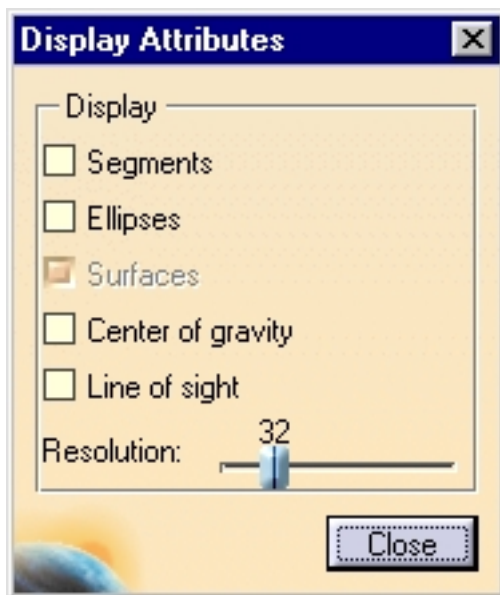 Display Attributes
Display
Segments
Ellipses
Surfaces
Center of gravity
Line of sight
32
Resolution:
Close